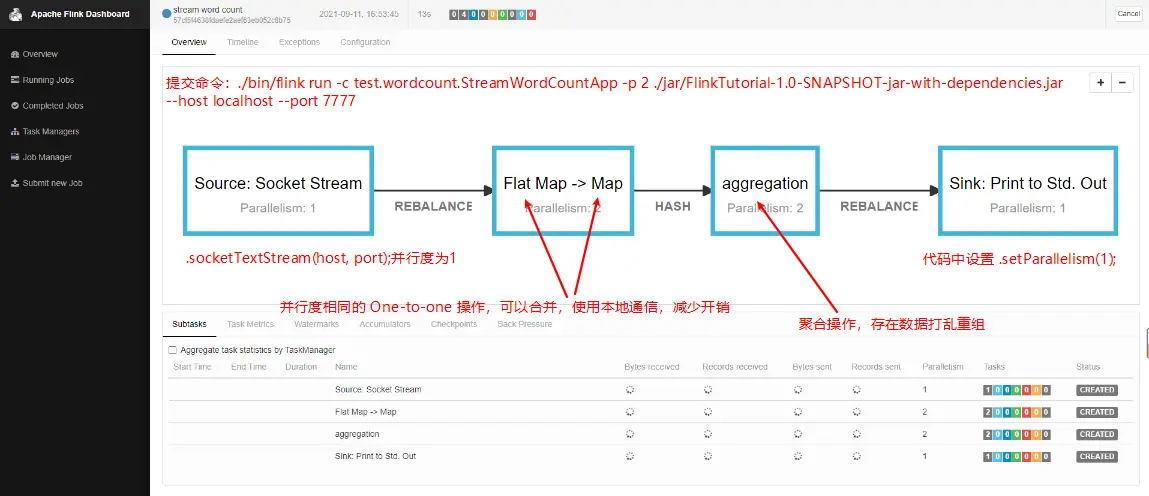 Apache Flink Dashboard
stream word count
2021-09-11, 16:53:45
13s
0 4 0 0 0 0 0 0
Cancel
Overview
Running Jobs
Completed Jobs
Task Managers
Job Manager
Submit new Job
Overview Timeline Exceptions Configuration
提交命令：./bin/flink run -c test.wordcount.StreamWordCountApp -p 2 ./jar/FlinkTutorial-1.0-SNAPSHOT-jar-with-dependencies.jar
--host localhost --port 7777
+ −
Source: Socket Stream
Parallelism: 1
REBALANCE
Flat Map -> Map
Parallelism: 2
HASH
aggregation
Parallelism: 2
REBALANCE
Sink: Print to Std. Out
Parallelism: 1
.socketTextStream(host, port);并行度为1
代码中设置 .setParallelism(1);
并行度相同的 One-to-one 操作，可以合并，使用本地通信，减少开销
聚合操作，存在数据打乱重组
Subtasks Task Metrics Watermarks Accumulators Checkpoints Back Pressure
Aggregate task statistics by TaskManager
Start Time End Time Duration Name Bytes received Records received Bytes sent Records sent Parallelism Tasks Status
Source: Socket Stream 1 1 0 0 0 0 0 0 CREATED
Flat Map -> Map 2 2 0 0 0 0 0 0 CREATED
aggregation 2 2 0 0 0 0 0 0 CREATED
Sink: Print to Std. Out 1 1 0 0 0 0 0 0 CREATED